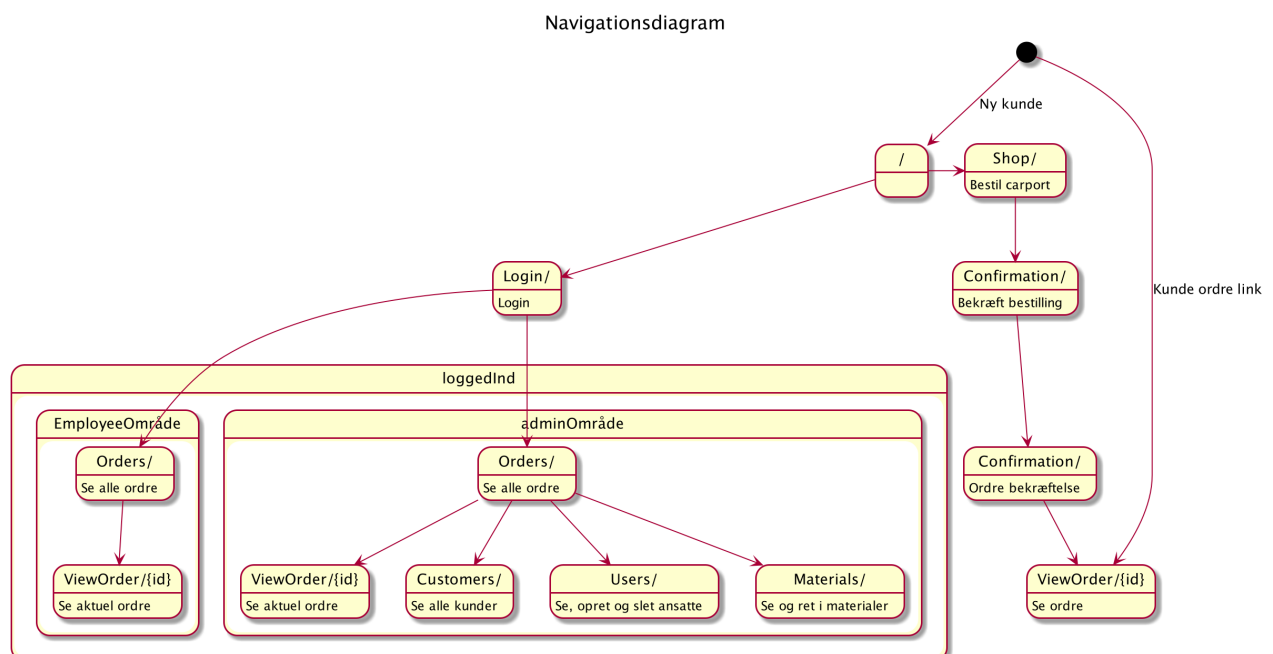 Navigationsdiagram
Ny kunde
/
Shop/
Bestil carport
Login/
Login
Confirmation/
Bekræft bestilling
Kunde ordre link
loggedInd
EmployeeOmråde
adminOmråde
Orders/
Se alle ordre
Orders/
Se alle ordre
Confirmation/
Ordre bekræftelse
ViewOrder/{id}
Se aktuel ordre
ViewOrder/{id}
Se aktuel ordre
Customers/
Se alle kunder
Users/
Se, opret og slet ansatte
Materials/
Se og ret i materialer
ViewOrder/{id}
Se ordre